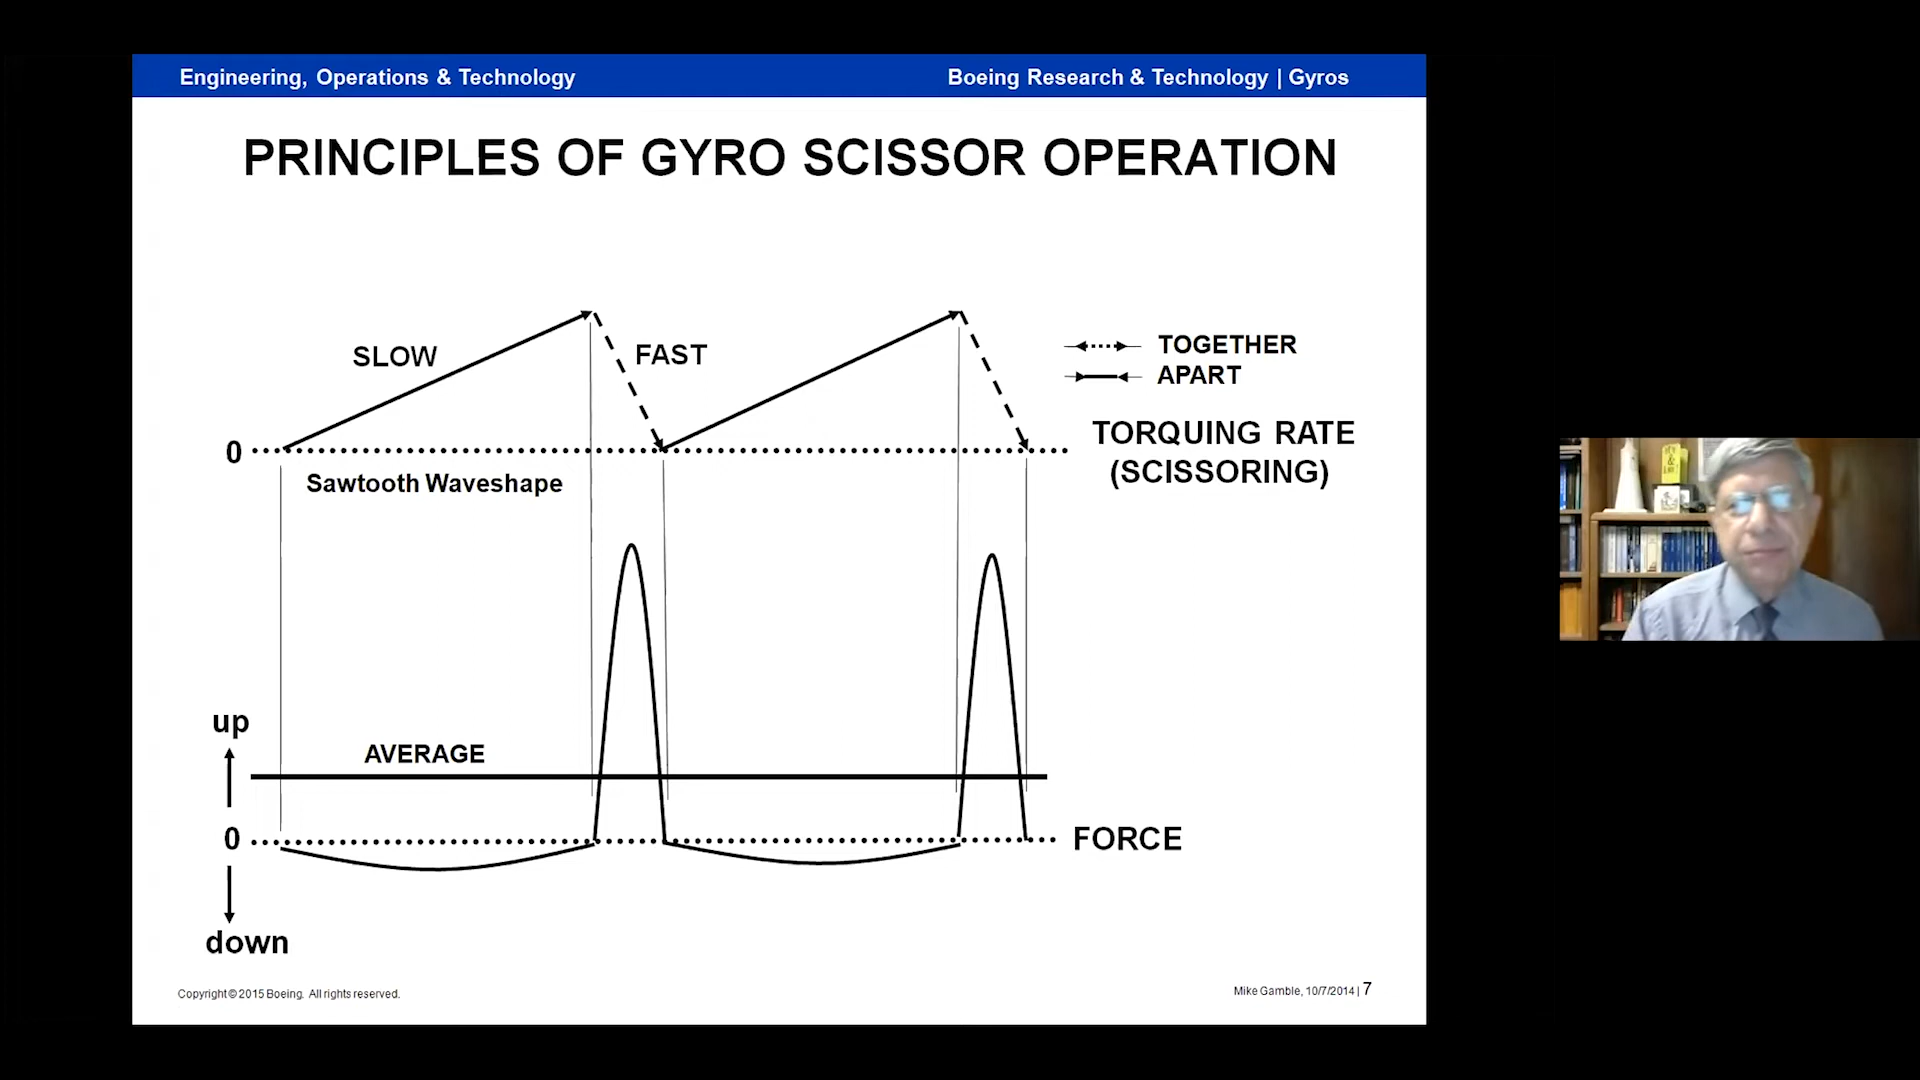 Engineering, Operations & Technology
Boeing Research & Technology | Gyros
PRINCIPLES OF GYRO SCISSOR OPERATION
SLOW
FAST
TOGETHER
APART
0
TORQUING RATE
(SCISSORING)
Sawtooth Waveshape
up
AVERAGE
0
FORCE
down
Copyright © 2015 Boeing. All rights reserved.
Mike Gamble, 10/7/2014 | 7